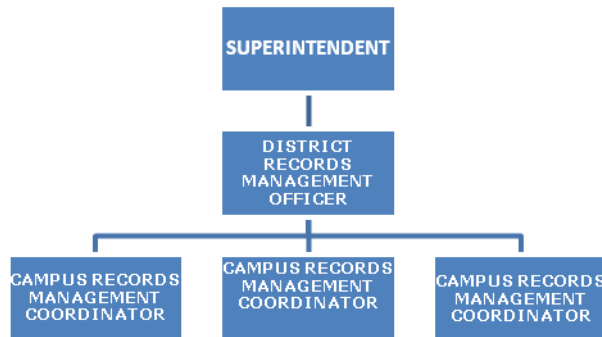 SUPERINTENDENT
DISTRICT
RECORDS
MANAGEMENT
OFFICER
CAMPUS RECORDS
MANAGEMENT
COORDINATOR
CAMPUS RECORDS
MANAGEMENT
COORDINATOR
CAMPUS RECORDS
MANAGEMENT
COORDINATOR